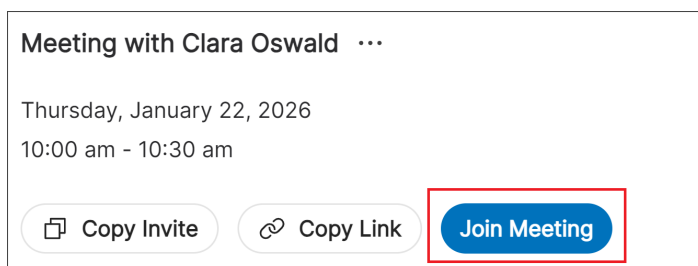 Meeting with Clara Oswald ...
Thursday, January 22, 2026
10:00 am - 10:30 am
Copy Invite Copy Link Join Meeting